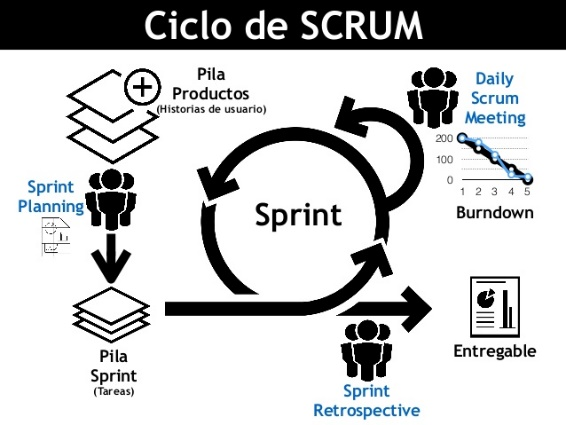 Ciclo de SCRUM
Pila
Productos
(Historias de usuario)
Daily
Scrum
Meeting
200
100
0
1 2 3 4 5
Burndown
Sprint
Planning
Sprint
Pila
Sprint
(Tareas)
Entregable
Sprint
Retrospective